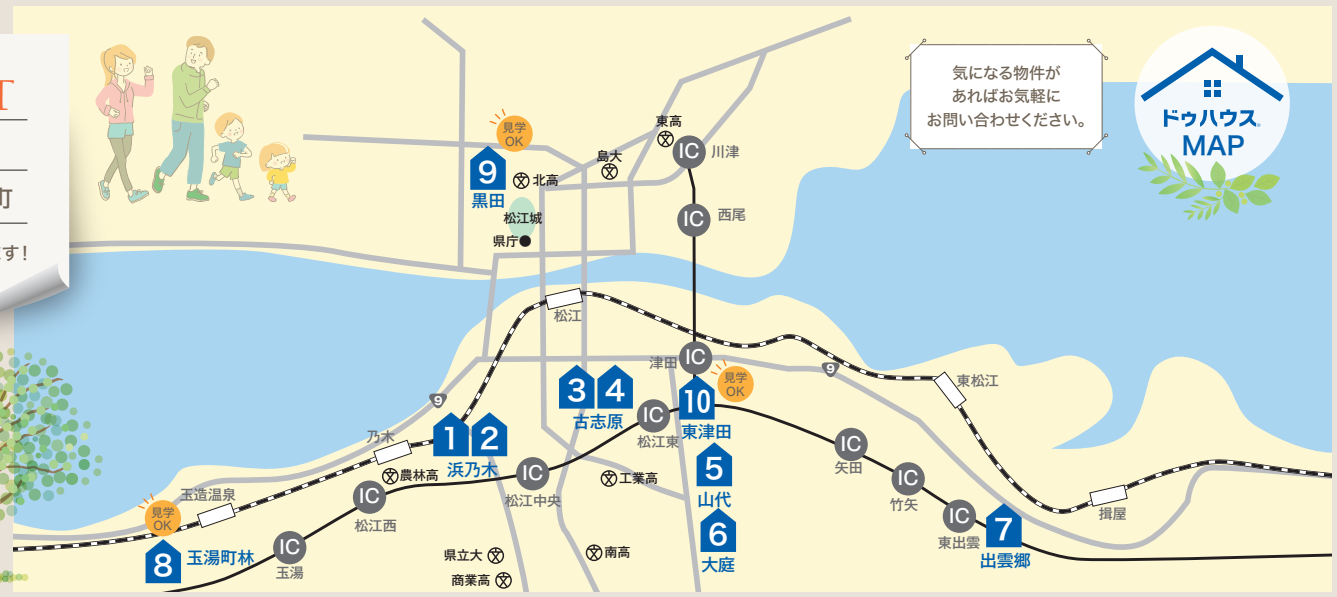 T
町
す!
気になる物件が
あればお気軽に
お問い合わせください。
ドゥハウス®
MAP
見学
OK
9
黒田
北高
松江城
県庁
島大
東高
IC
川津
IC
西尾
松江
津田
IC
見学
OK
10
東津田
9
東松江
3
4
古志原
IC
松江東
9
1
2
浜乃木
乃木
農林高
IC
松江中央
工業高
5
山代
6
大庭
IC
矢田
IC
竹矢
IC
東出雲
7
出雲郷
揖屋
玉造温泉
見学
OK
8
玉湯町林
IC
松江西
IC
玉湯
県立大
商業高
南高